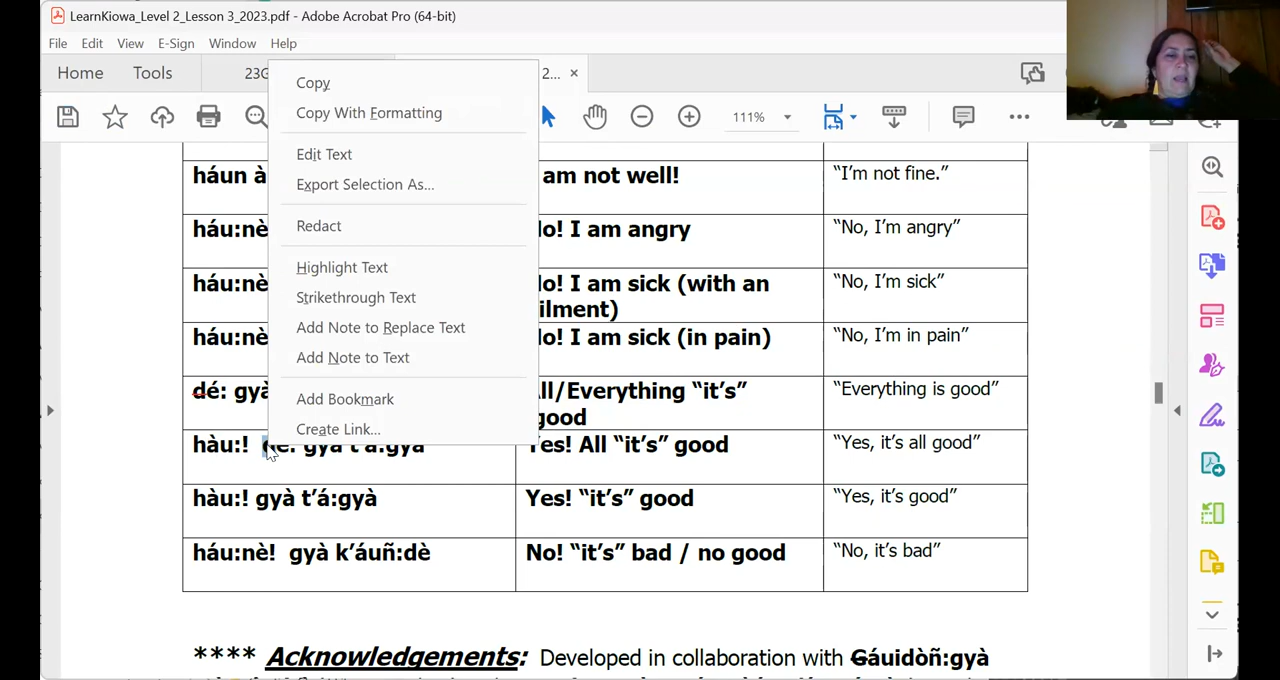 LearnKiowa_Level 2_Lesson 3_2023.pdf - Adobe Acrobat Pro (64-bit)
File Edit View E-Sign Window Help
Home Tools 2...
111%
Copy
Copy With Formatting
Edit Text
Export Selection As...
Redact
Highlight Text
Strikethrough Text
Add Note to Replace Text
Add Note to Text
Add Bookmark
Create Link...
háun am not well! “I’m not fine.”
háu:nè I am angry “No, I’m angry”
háu:nè I am sick (with an “No, I’m sick”
háu:nè I am sick (in pain) “No, I’m in pain”
dé: gyà All/Everything “it’s” “Everything is good”
good
hàu:! dé: gyà t’á:gyà Yes! All “it’s” good “Yes, it’s all good”
hàu:! gyà t’á:gyà Yes! “it’s” good “Yes, it’s good”
háu:nè! gyà k’áuñ:dè No! “it’s” bad / no good “No, it’s bad”
**** Acknowledgements: Developed in collaboration with Gáuidòñ:gyà